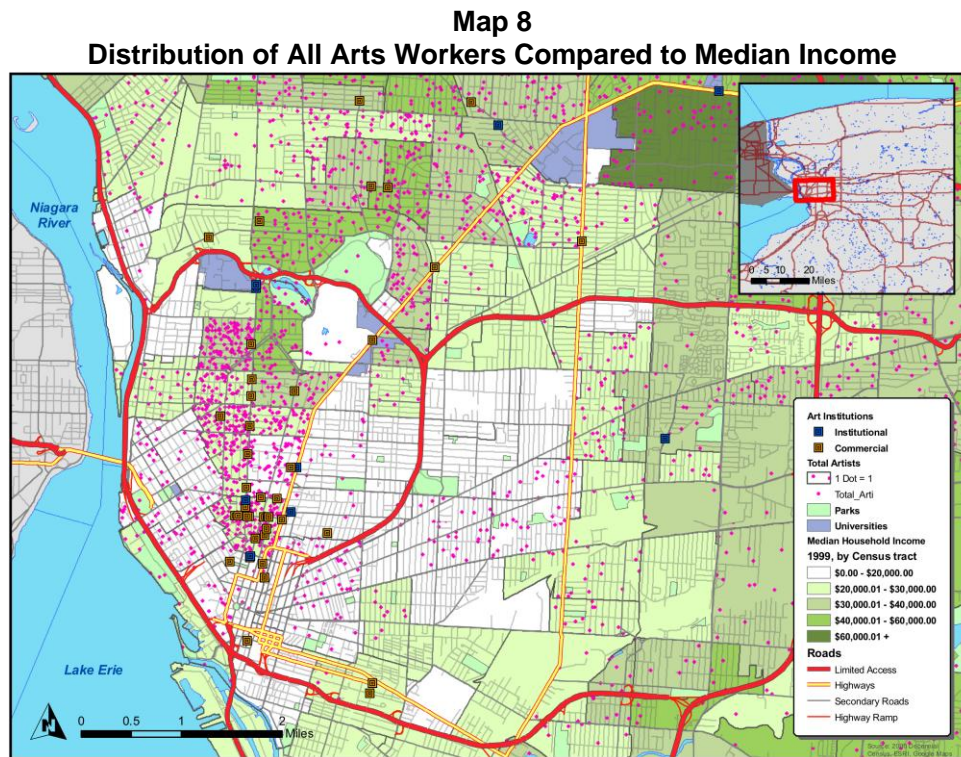 Map 8
Distribution of All Arts Workers Compared to Median Income
Niagara
River
Lake Erie
0 5 10 20
Miles
Art Institutions
Institutional
Commercial
Total Artists
1 Dot = 1
Total_Arti
Parks
Universities
Median Household Income
1999, by Census tract
$0.00 - $20,000.00
$20,000.01 - $30,000.00
$30,000.01 - $40,000.00
$40,000.01 - $60,000.00
$60,000.01 +
Roads
Limited Access
Highways
Secondary Roads
Highway Ramp
N
0 0.5 1 2
Miles
Census, ESRI, Google Maps